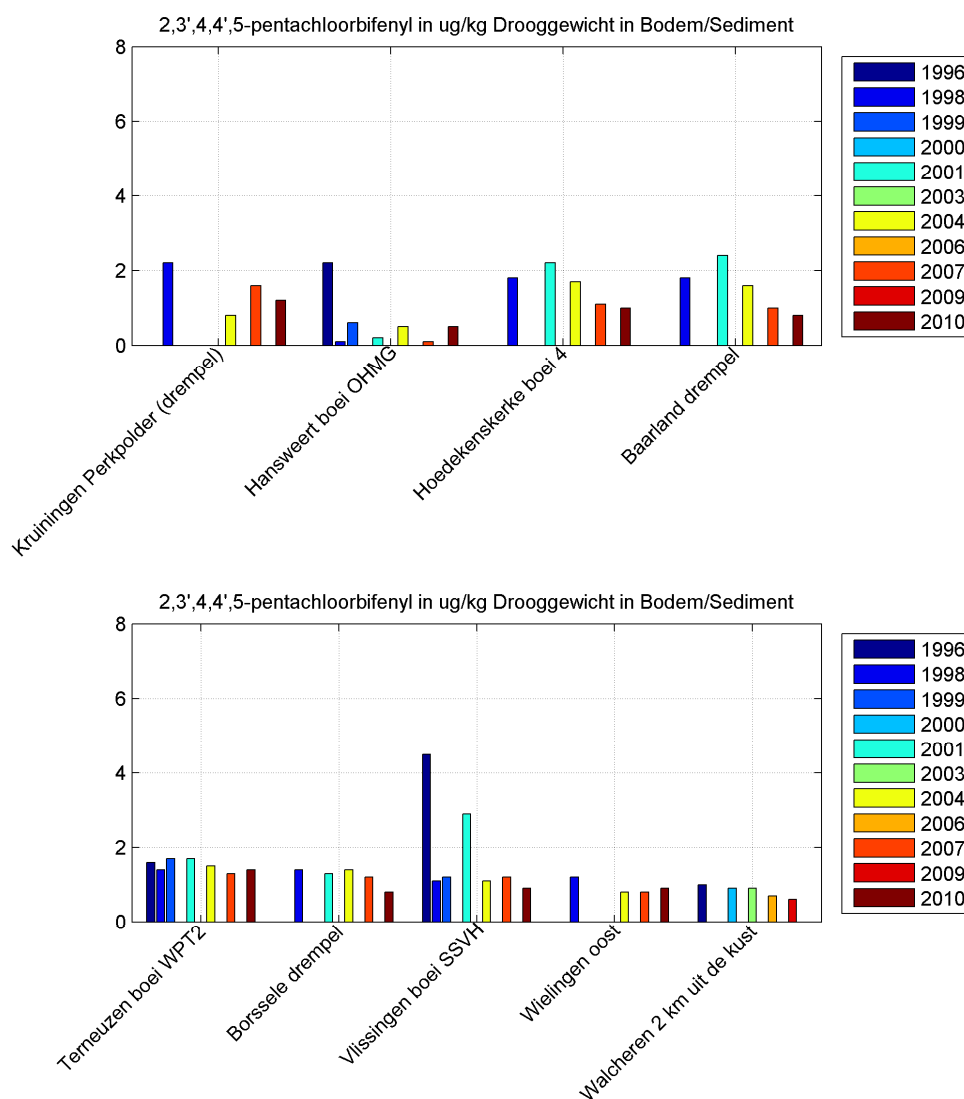 2,3',4,4',5-pentachloorbifenyl in ug/kg Drooggewicht in Bodem/Sediment
8
6
4
2
0
Kruiningen Perkpolder (drempel)
Hansweert boei OHMG
Hoedekenskerke boei 4
Baarland drempel
1996
1998
1999
2000
2001
2003
2004
2006
2007
2009
2010
2,3',4,4',5-pentachloorbifenyl in ug/kg Drooggewicht in Bodem/Sediment
8
6
4
2
0
Terneuzen boei WPT2
Borssele drempel
Vlissingen boei SSVH
Wielingen oost
Walcheren 2 km uit de kust
1996
1998
1999
2000
2001
2003
2004
2006
2007
2009
2010